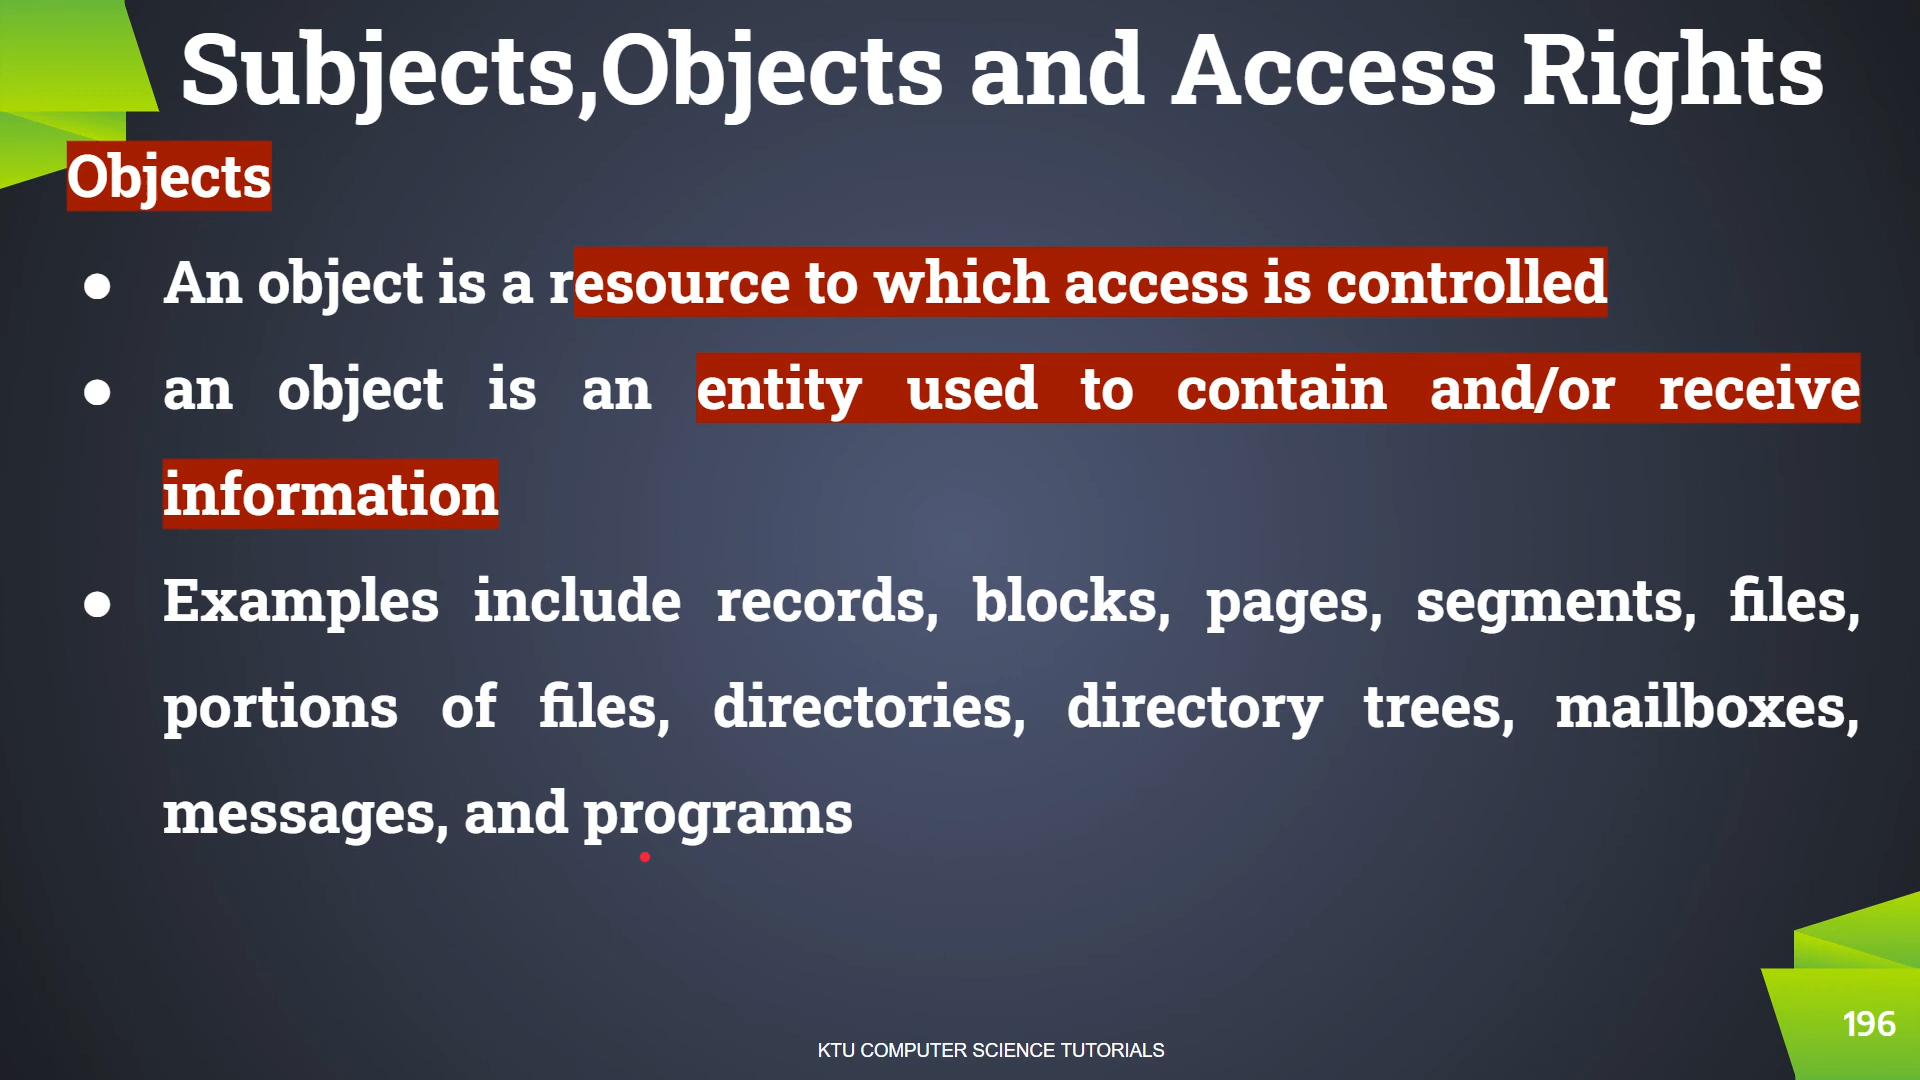 Subjects,Objects and Access Rights
Objects
● An object is a resource to which access is controlled
● an object is an entity used to contain and/or receive
information
● Examples include records, blocks, pages, segments, files,
portions of files, directories, directory trees, mailboxes,
messages, and programs
196
KTU COMPUTER SCIENCE TUTORIALS